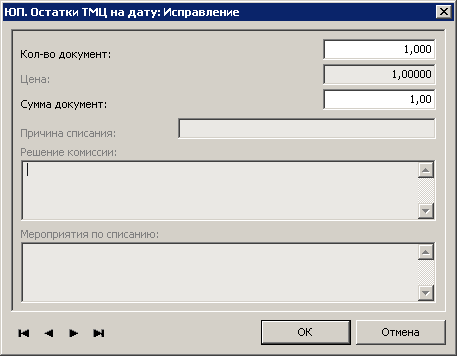 ЮП. Остатки ТМЦ на дату: Исправление
Кол-во документ: 1,000
Цена: 1,00000
Сумма документ: 1,00
Причина списания:
Решение комиссии:
Мероприятия по списанию:
OK Отмена